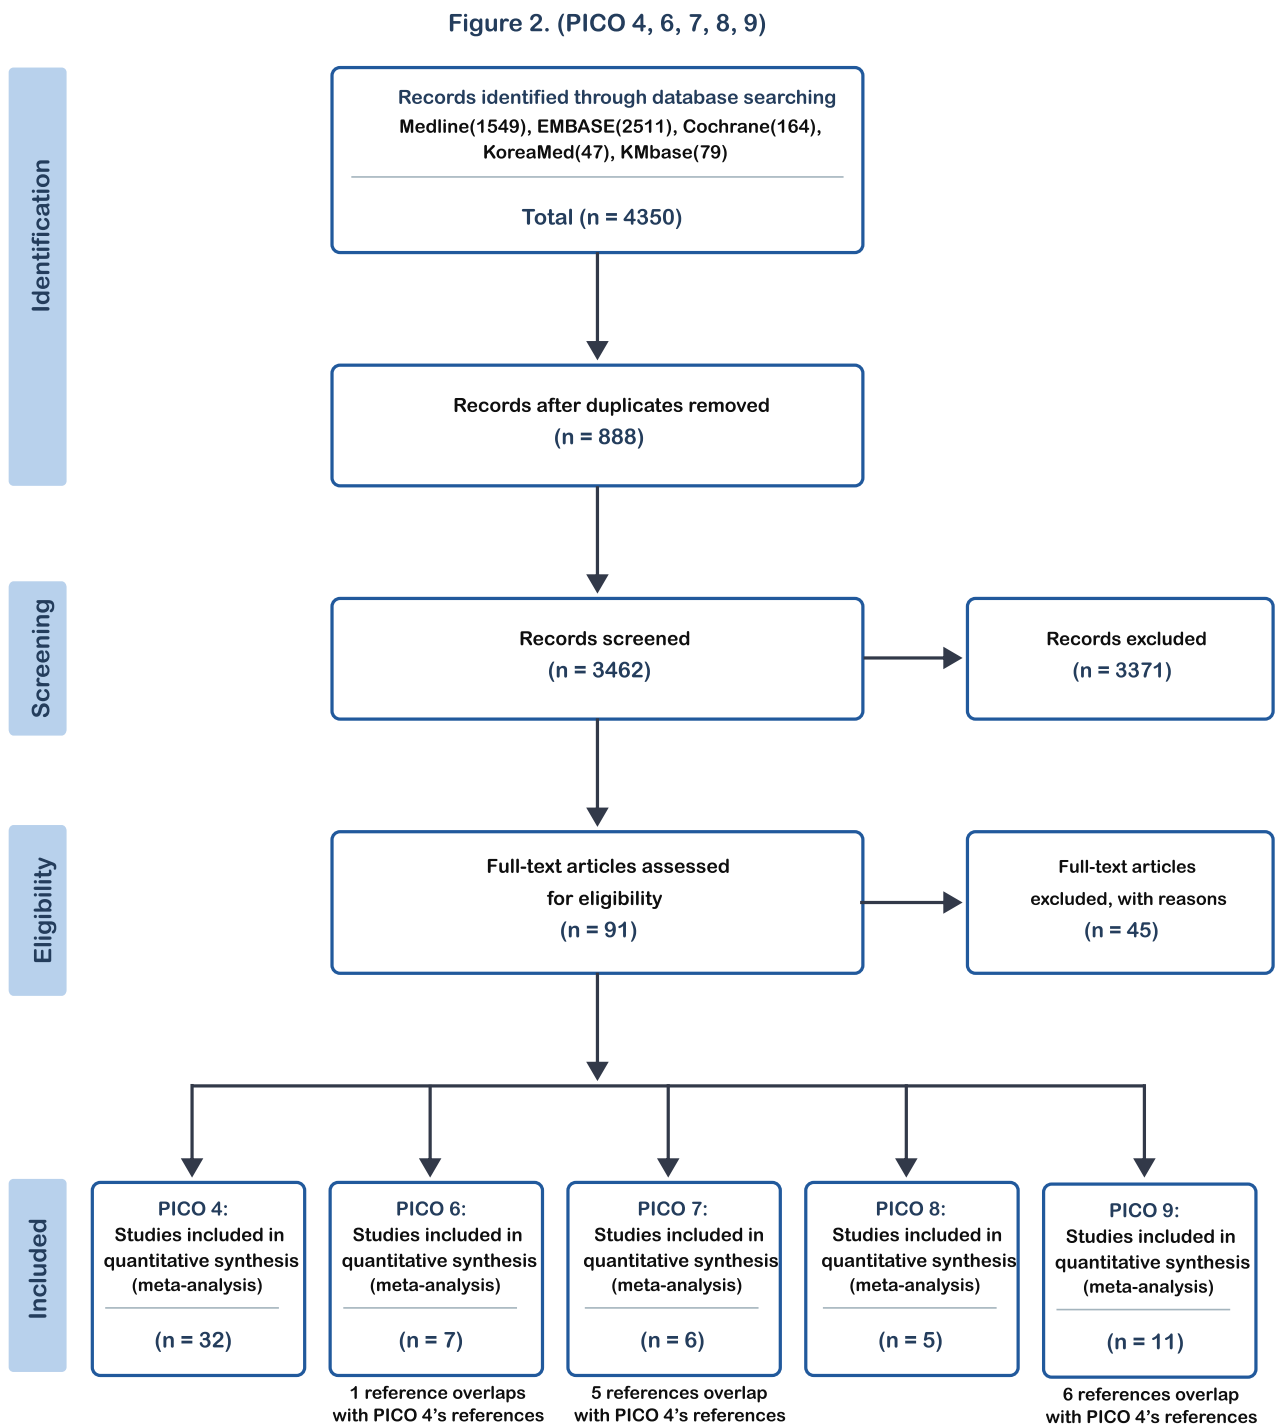 Figure 2. (PICO 4, 6, 7, 8, 9)
Identification
Records identified through database searching
Medline(1549), EMBASE(2511), Cochrane(164),
KoreaMed(47), KMbase(79)
Total (n = 4350)
Records after duplicates removed
(n = 888)
Screening
Records screened
(n = 3462)
Records excluded
(n = 3371)
Eligibility
Full-text articles assessed
for eligibility
(n = 91)
Full-text articles
excluded, with reasons
(n = 45)
Included
PICO 4:
Studies included in
quantitative synthesis
(meta-analysis)
(n = 32)
PICO 6:
Studies included in
quantitative synthesis
(meta-analysis)
(n = 7)
1 reference overlaps
with PICO 4’s references
PICO 7:
Studies included in
quantitative synthesis
(meta-analysis)
(n = 6)
5 references overlap
with PICO 4’s references
PICO 8:
Studies included in
quantitative synthesis
(meta-analysis)
(n = 5)
PICO 9:
Studies included in
quantitative synthesis
(meta-analysis)
(n = 11)
6 references overlap
with PICO 4’s references